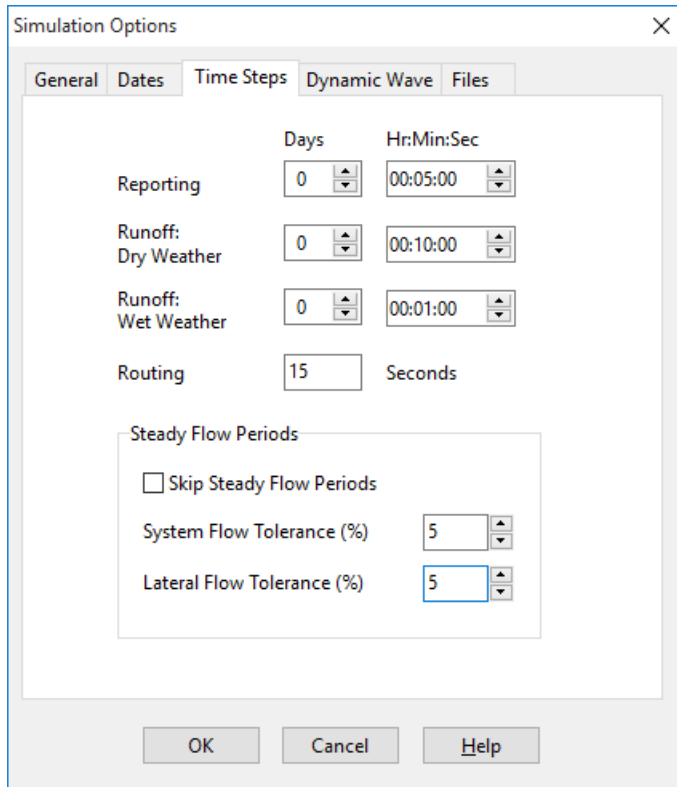 Simulation Options
General Dates Time Steps Dynamic Wave Files
Days Hr:Min:Sec
Reporting 0 00:05:00
Runoff:
Dry Weather 0 00:10:00
Runoff:
Wet Weather 0 00:01:00
Routing 15 Seconds
Steady Flow Periods
Skip Steady Flow Periods
System Flow Tolerance (%) 5
Lateral Flow Tolerance (%) 5
OK Cancel Help